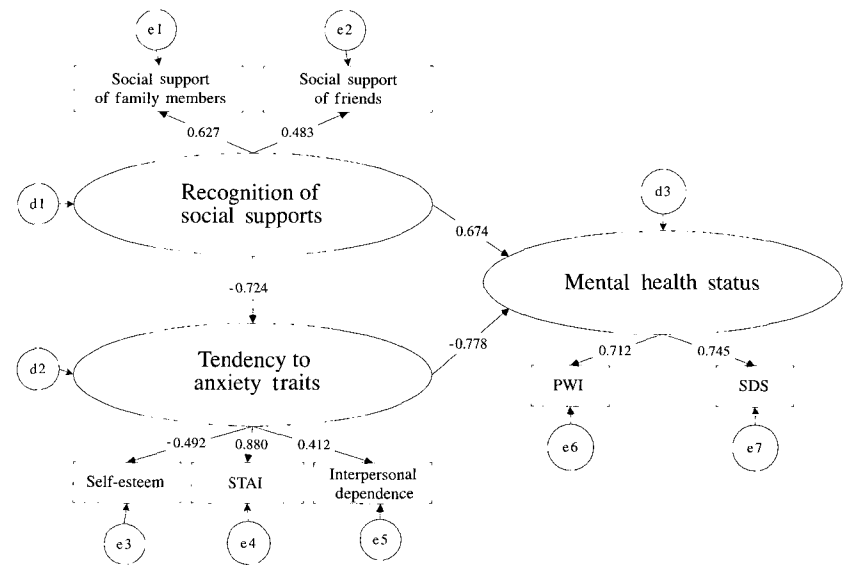 e1
e2
Social support
of family members
Social support
of friends
0.627
0.483
d1
Recognition of
social supports
d3
0.674
Mental health status
-0.724
-0.778
d2
Tendency to
anxiety traits
0.712
0.745
PWI
SDS
e6
e7
-0.492
0.880
0.412
Self-esteem
STAI
Interpersonal
dependence
e3
e4
e5